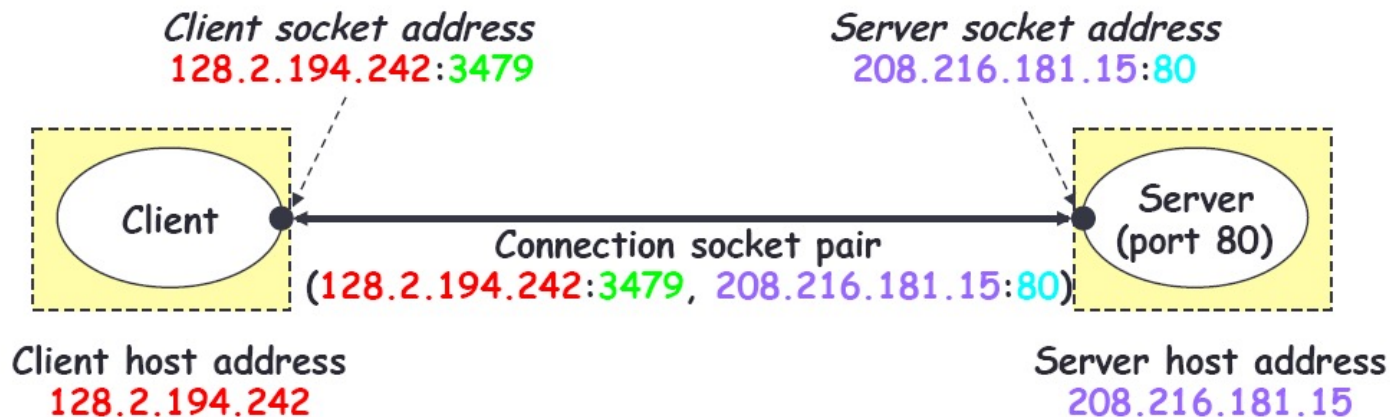 Client socket address
128.2.194.242:3479
Server socket address
208.216.181.15:80
Client
Server
(port 80)
Connection socket pair
(128.2.194.242:3479, 208.216.181.15:80)
Client host address
128.2.194.242
Server host address
208.216.181.15